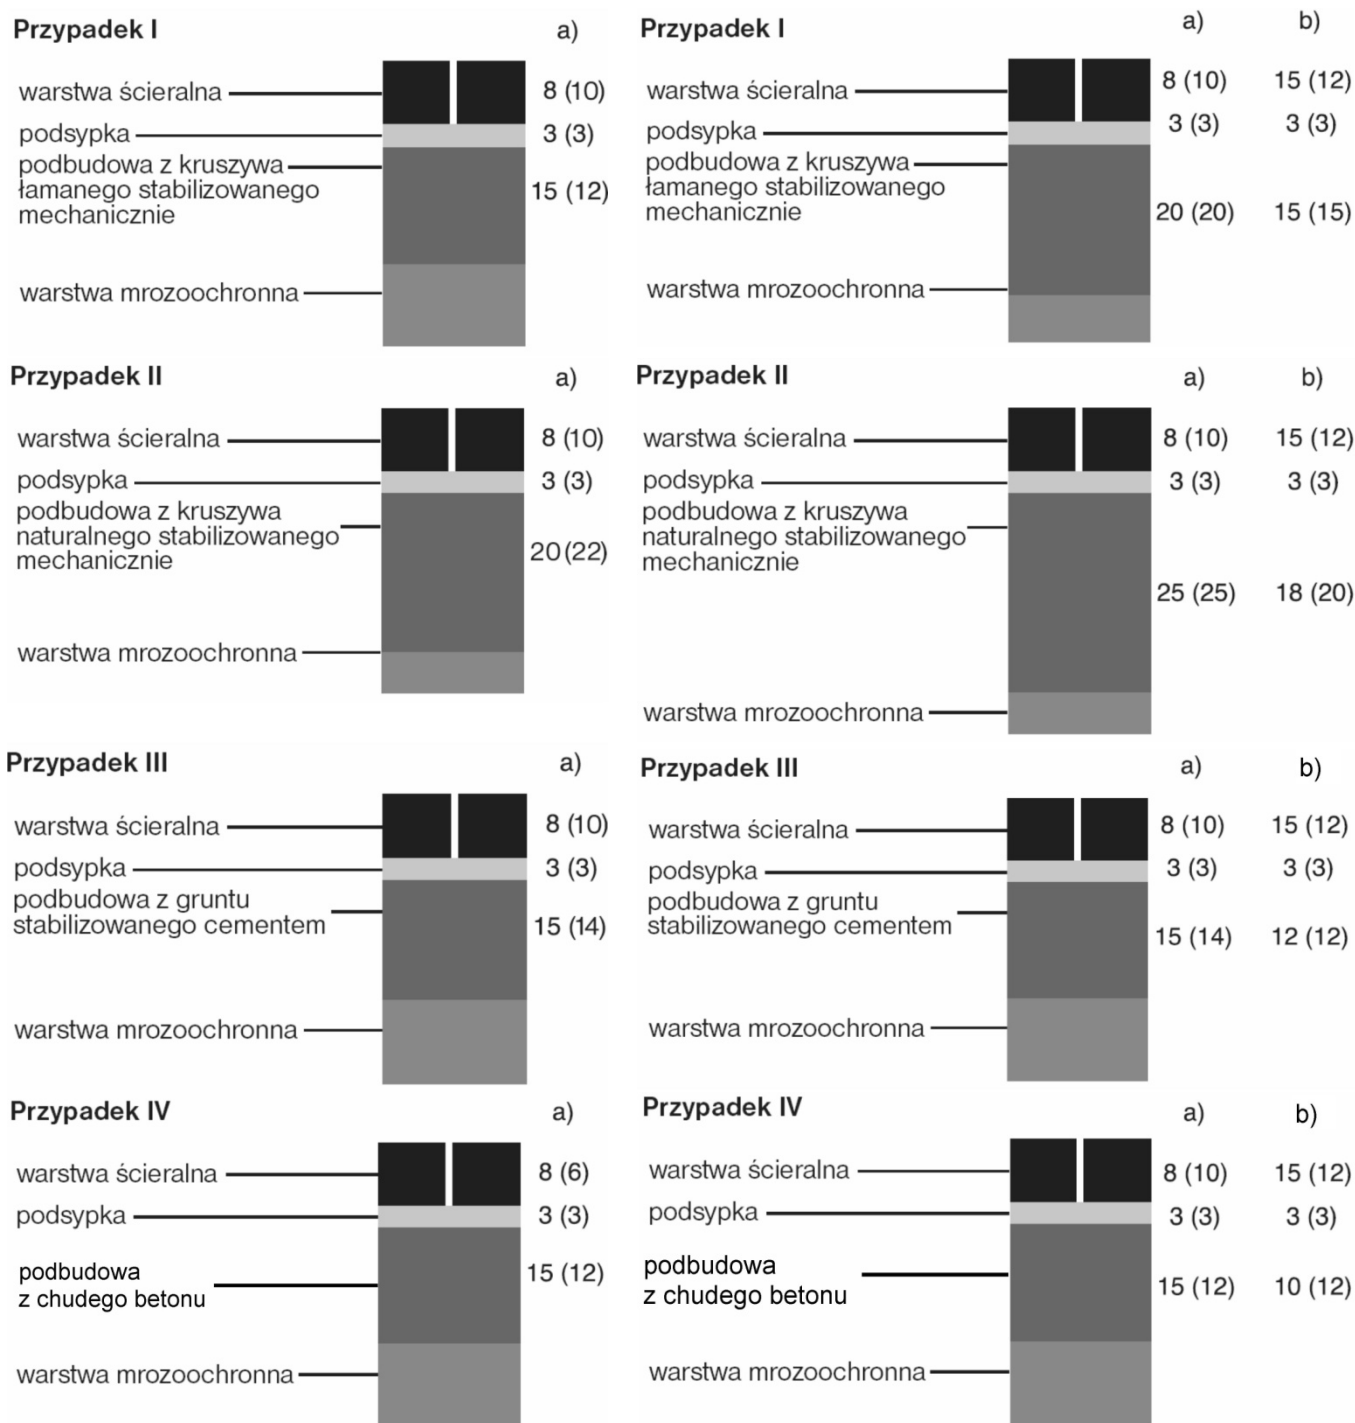 Przypadek I
a)
warstwa ścieralna
8 (10)
podsypka
3 (3)
podbudowa z kruszywa
łamanego stabilizowanego
mechanicznie
15 (12)
warstwa mrozoochronna
Przypadek I
a)
b)
warstwa ścieralna
8 (10)
15 (12)
podsypka
3 (3)
3 (3)
podbudowa z kruszywa
łamanego stabilizowanego
mechanicznie
20 (20)
15 (15)
warstwa mrozoochronna
Przypadek II
a)
warstwa ścieralna
8 (10)
podsypka
3 (3)
podbudowa z kruszywa
naturalnego stabilizowanego
mechanicznie
20 (22)
warstwa mrozoochronna
Przypadek II
a)
b)
warstwa ścieralna
8 (10)
15 (12)
podsypka
3 (3)
3 (3)
podbudowa z kruszywa
naturalnego stabilizowanego
mechanicznie
25 (25)
18 (20)
warstwa mrozoochronna
Przypadek III
a)
warstwa ścieralna
8 (10)
podsypka
3 (3)
podbudowa z gruntu
stabilizowanego cementem
15 (14)
warstwa mrozoochronna
Przypadek III
a)
b)
warstwa ścieralna
8 (10)
15 (12)
podsypka
3 (3)
3 (3)
podbudowa z gruntu
stabilizowanego cementem
15 (14)
12 (12)
warstwa mrozoochronna
Przypadek IV
a)
warstwa ścieralna
8 (6)
podsypka
3 (3)
podbudowa
z chudego betonu
15 (12)
warstwa mrozoochronna
Przypadek IV
a)
b)
warstwa ścieralna
8 (10)
15 (12)
podsypka
3 (3)
3 (3)
podbudowa
z chudego betonu
15 (12)
10 (12)
warstwa mrozoochronna